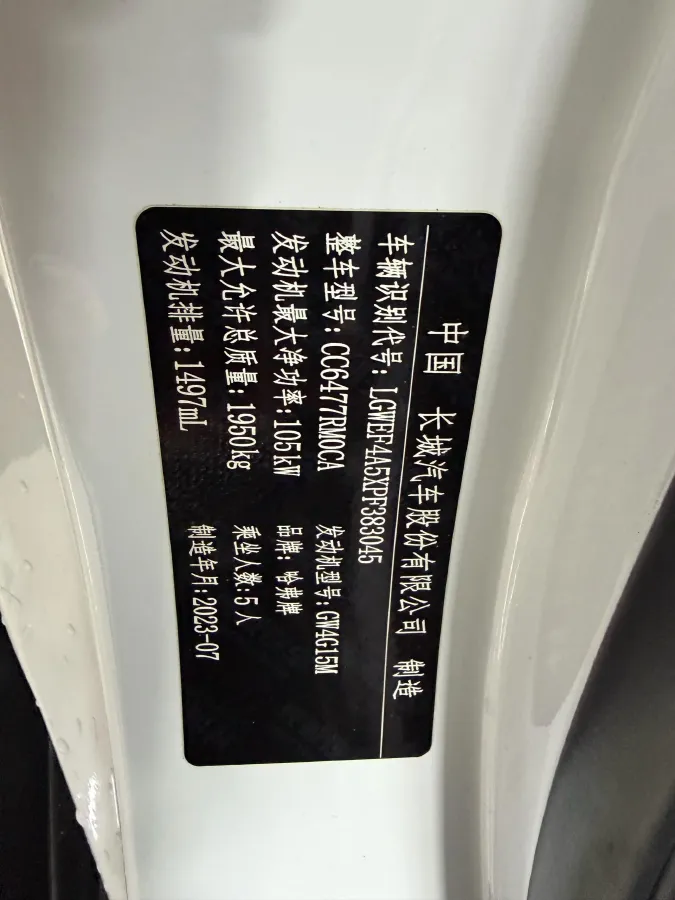 中国 长城汽车股份有限公司 制造
车辆识别代号：LGWEF4A5XPF383045
整车型号：CC6477RM0CA 发动机型号：GW4G15M
发动机最大净功率：105kW 品牌：哈弗牌
最大允许总质量：1950kg 乘坐人数：5人
发动机排量：1497mL 制造年月：2023-07